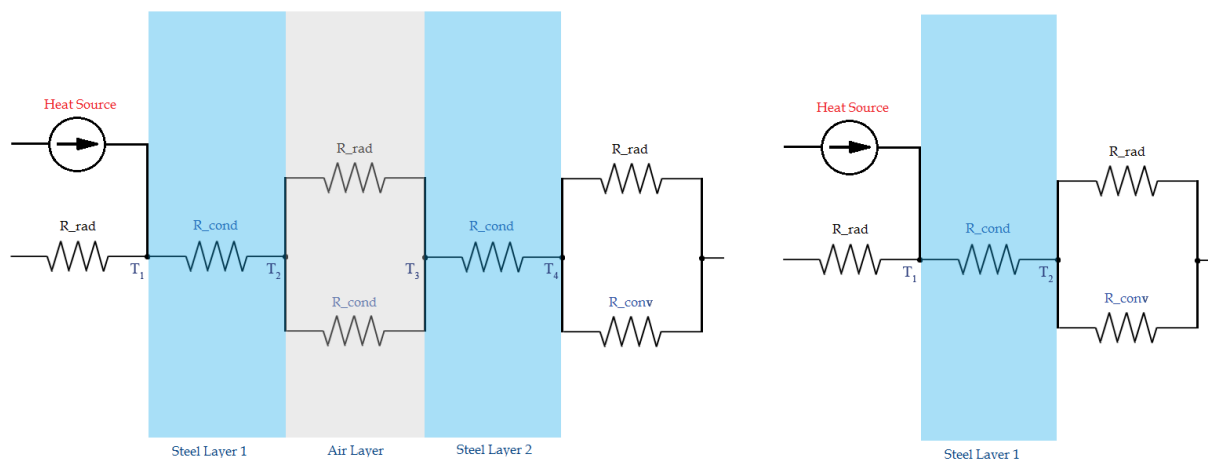 Heat Source
R_rad
R_cond
T1
T2
R_rad
R_cond
T3
R_cond
T4
R_rad
R_conv
Steel Layer 1
Air Layer
Steel Layer 2
Heat Source
R_rad
R_cond
T1
T2
R_rad
R_conv
Steel Layer 1